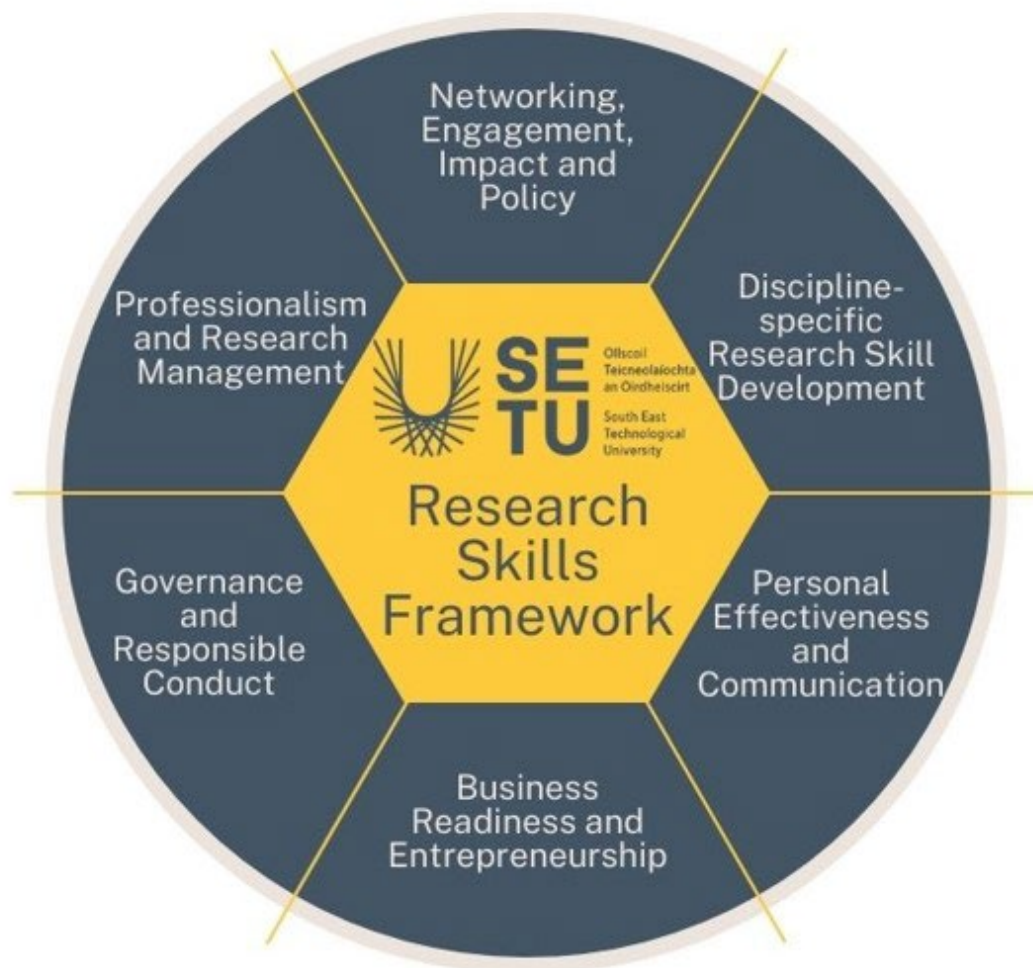 Networking,
Engagement,
Impact and
Policy
Discipline-
specific
Research Skill
Development
Personal
Effectiveness
and
Communication
Business
Readiness and
Entrepreneurship
Governance
and
Responsible
Conduct
Professionalism
and Research
Management
SE
TU
Ollscoil
Teicneolaíochta
an Oirdheiscirt
South East
Technological
University
Research
Skills
Framework